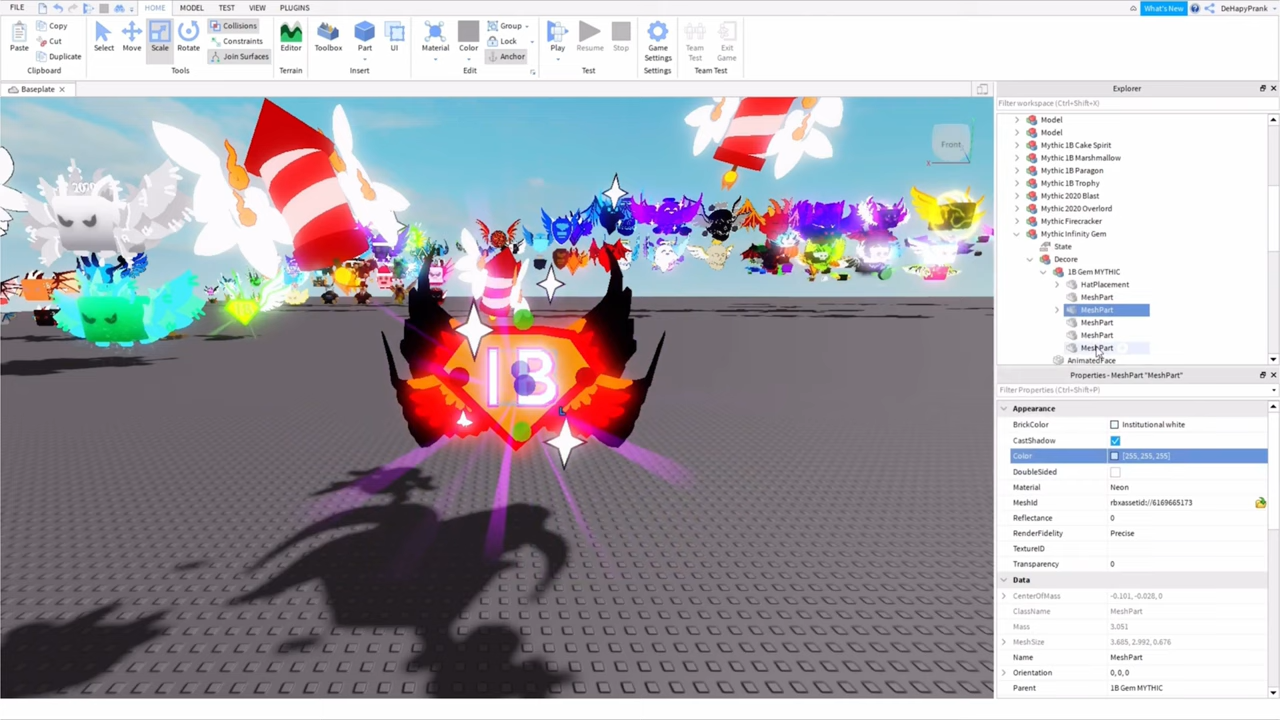 FILE HOME MODEL TEST VIEW PLUGINS What's New DeHapyPrank
Copy Collisions Group
Cut Constraints Lock
Paste Duplicate Select Move Scale Rotate Join Surfaces Editor Toolbox Part UI Material Color Anchor Play Resume Stop Game Settings Team Test Exit Game
Clipboard Tools Terrain Insert Edit Test Settings Team Test
Baseplate
Explorer
Filter workspace (Ctrl+Shift+X)
Model
Model
Mythic 1B Cake Spirit
Mythic 1B Marshmallow
Mythic 1B Paragon
Mythic 1B Trophy
Mythic 2020 Blast
Mythic 2020 Overlord
Mythic Firecracker
Mythic Infinity Gem
State
Decore
1B Gem MYTHIC
HatPlacement
MeshPart
MeshPart
MeshPart
MeshPart
MeshPart
AnimatedFace
Front
X
2020
1B
1B
Properties - MeshPart "MeshPart"
Filter Properties (Ctrl+Shift+P)
Appearance
BrickColor Institutional white
CastShadow
Color [255, 255, 255]
DoubleSided
Material Neon
MeshId rbxassetid://6169665173
Reflectance 0
RenderFidelity Precise
TextureID
Transparency 0
Data
CenterOfMass -0.101, -0.028, 0
ClassName MeshPart
Mass 3.051
MeshSize 3.685, 2.992, 0.676
Name MeshPart
Orientation 0, 0, 0
Parent 1B Gem MYTHIC